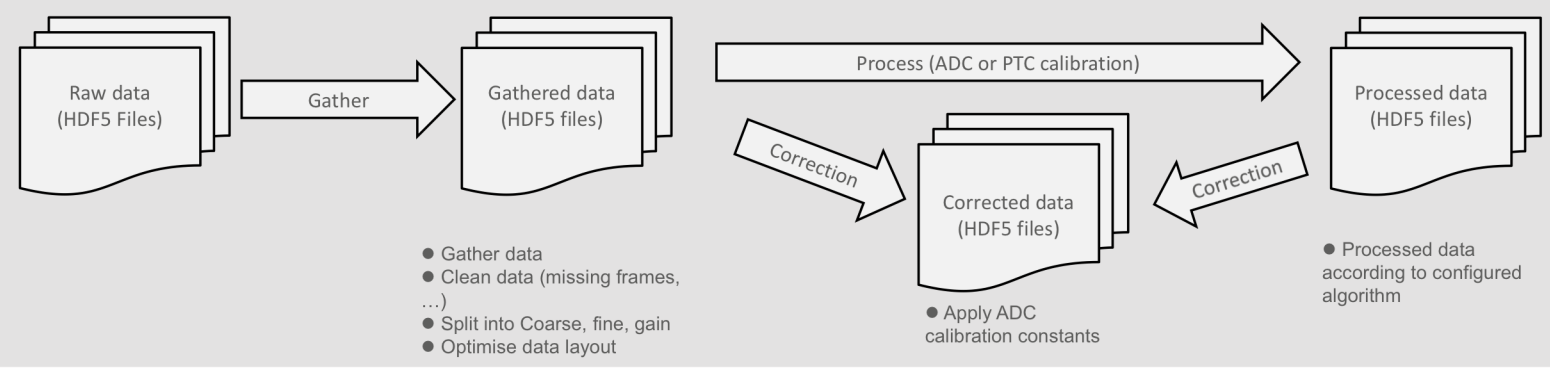 Raw data
(HDF5 Files)
Gather
Gathered data
(HDF5 files)
Process (ADC or PTC calibration)
Processed data
(HDF5 files)
Correction
Corrected data
(HDF5 files)
Correction
● Gather data
● Clean data (missing frames,
…)
● Split into Coarse, fine, gain
● Optimise data layout
● Apply ADC
calibration constants
● Processed data
according to configured
algorithm